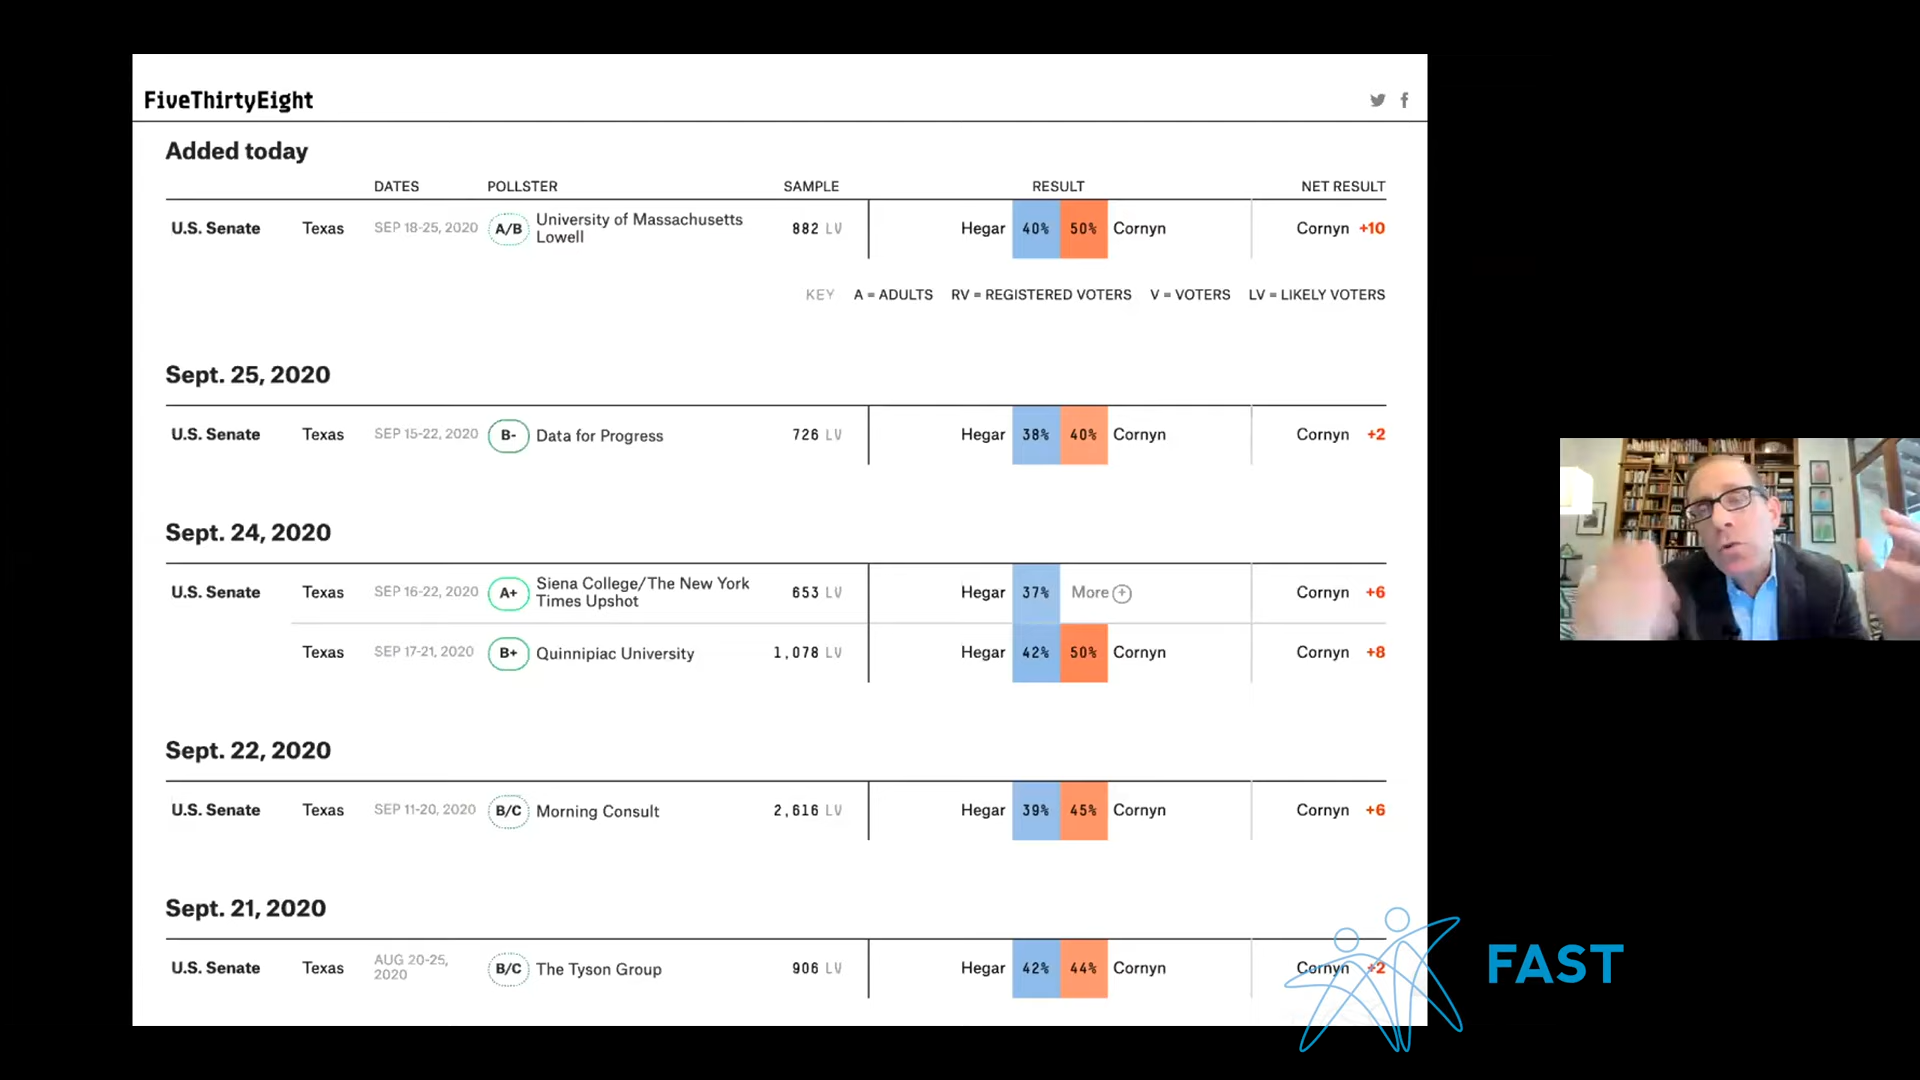 FiveThirtyEight
Added today
DATES POLLSTER SAMPLE RESULT NET RESULT
U.S. Senate Texas SEP 18-25, 2020 A/B University of Massachusetts Lowell 882 LV Hegar 40% 50% Cornyn Cornyn +10
KEY A = ADULTS RV = REGISTERED VOTERS V = VOTERS LV = LIKELY VOTERS
Sept. 25, 2020
U.S. Senate Texas SEP 15-22, 2020 B- Data for Progress 726 LV Hegar 38% 40% Cornyn Cornyn +2
Sept. 24, 2020
U.S. Senate Texas SEP 16-22, 2020 A+ Siena College/The New York Times Upshot 653 LV Hegar 37% More Cornyn +6
Texas SEP 17-21, 2020 B+ Quinnipiac University 1,078 LV Hegar 42% 50% Cornyn Cornyn +8
Sept. 22, 2020
U.S. Senate Texas SEP 11-20, 2020 B/C Morning Consult 2,616 LV Hegar 39% 45% Cornyn Cornyn +6
Sept. 21, 2020
U.S. Senate Texas AUG 20-25, 2020 B/C The Tyson Group 906 LV Hegar 42% 44% Cornyn Cornyn +2
FAST